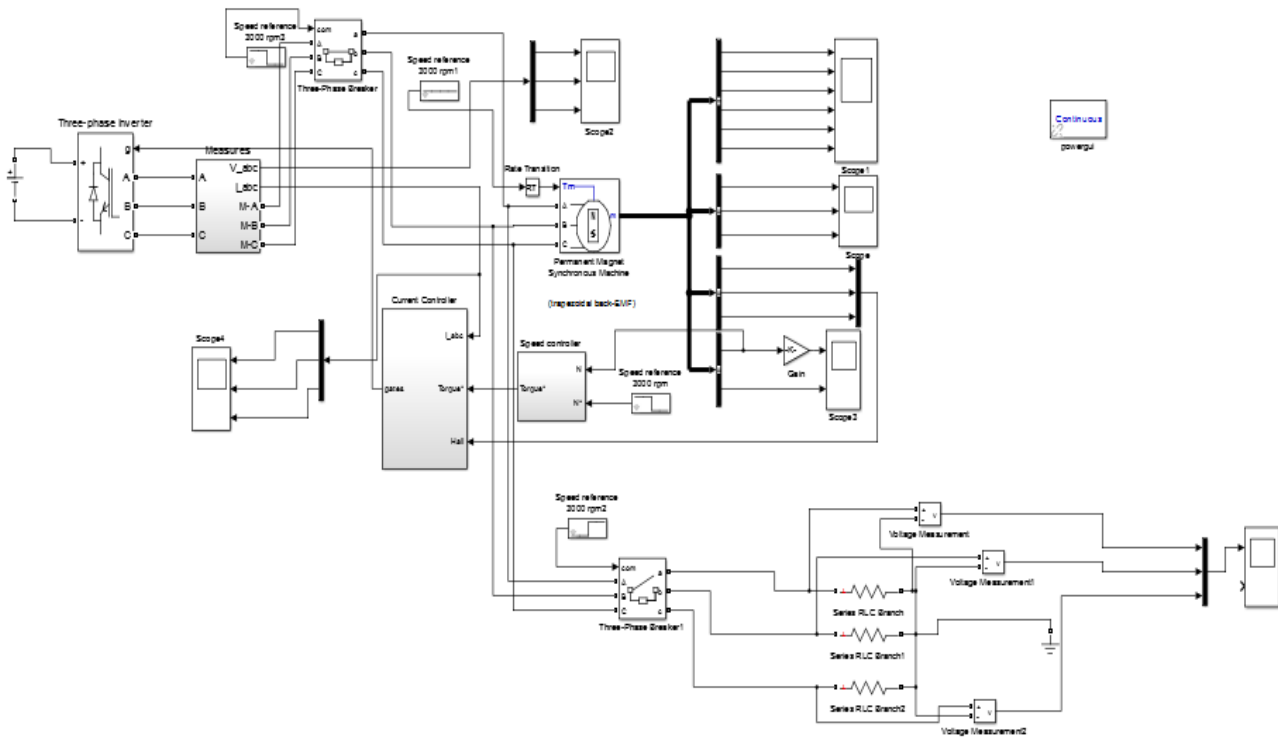 Speed reference
3000 rpm3
com
A
B
C
a
b
c
Three-Phase Breaker
Speed reference
3000 rpm1
Scope2
Scope1
Continuous
powergui
Three-phase Inverter
g
+
-
A
B
C
Measures
A
B
C
V_abc
I_abc
M-A
M-B
M-C
Rate Transition
RT
Tm
A
B
C
N
S
m
Permanent Magnet
Synchronous Machine
(trapezoidal back-EMF)
Scope
Scope4
Current Controller
I_abc
gates
Torque*
Hall
Speed controller
N
Torque*
N*
Speed reference
3000 rpm
-K-
Gain
Scope3
Speed reference
3000 rpm2
com
A
B
C
a
b
c
Three-Phase Breaker1
+
-
v
Voltage Measurement
+
-
v
Voltage Measurement1
Series RLC Branch
Series RLC Branch1
Series RLC Branch2
+
-
v
Voltage Measurement2